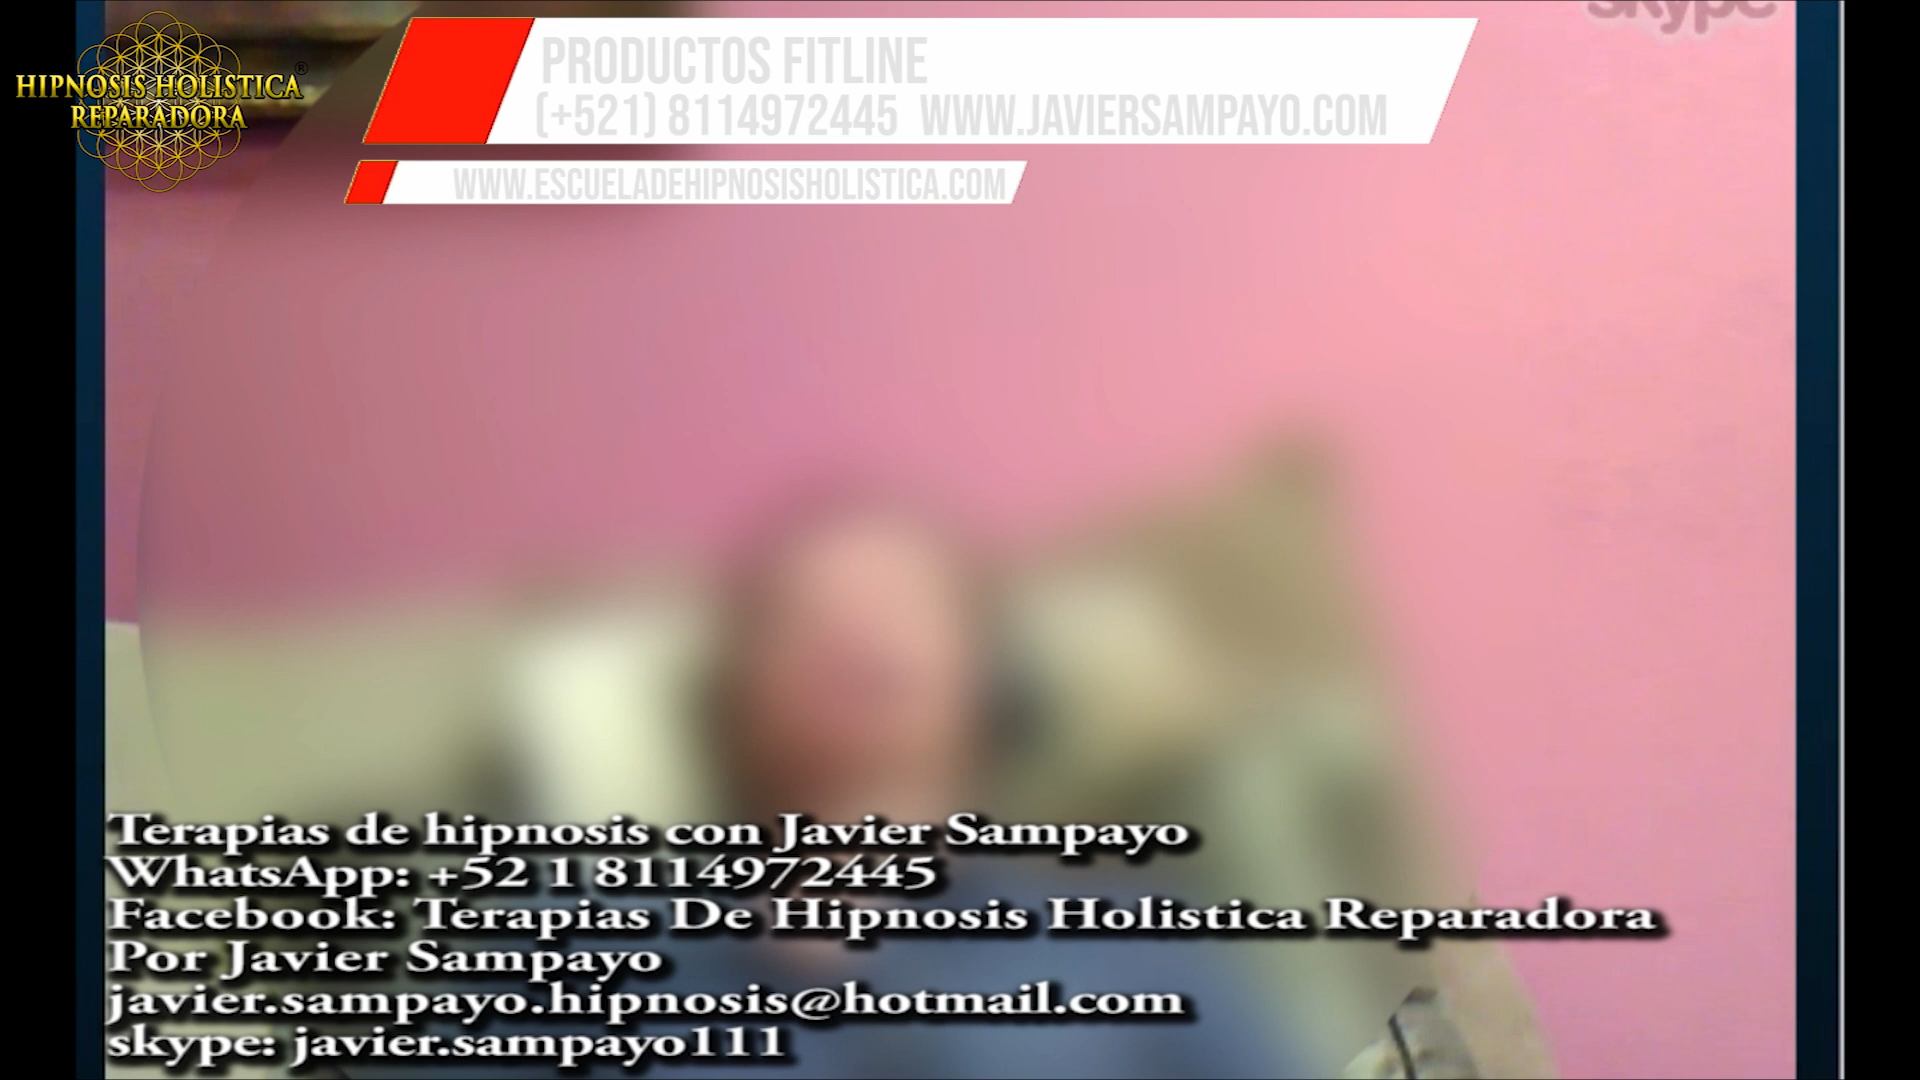 skype
HIPNOSIS HOLISTICA ®
REPARADORA
PRODUCTOS FITLINE
(+521) 8114972445 WWW.JAVIERSAMPAYO.COM
WWW.ESCUELADEHIPNOSISHOLISTICA.COM
Terapias de hipnosis con Javier Sampayo
WhatsApp: +52 1 8114972445
Facebook: Terapias De Hipnosis Holistica Reparadora
Por Javier Sampayo
javier.sampayo.hipnosis@hotmail.com
skype: javier.sampayo111